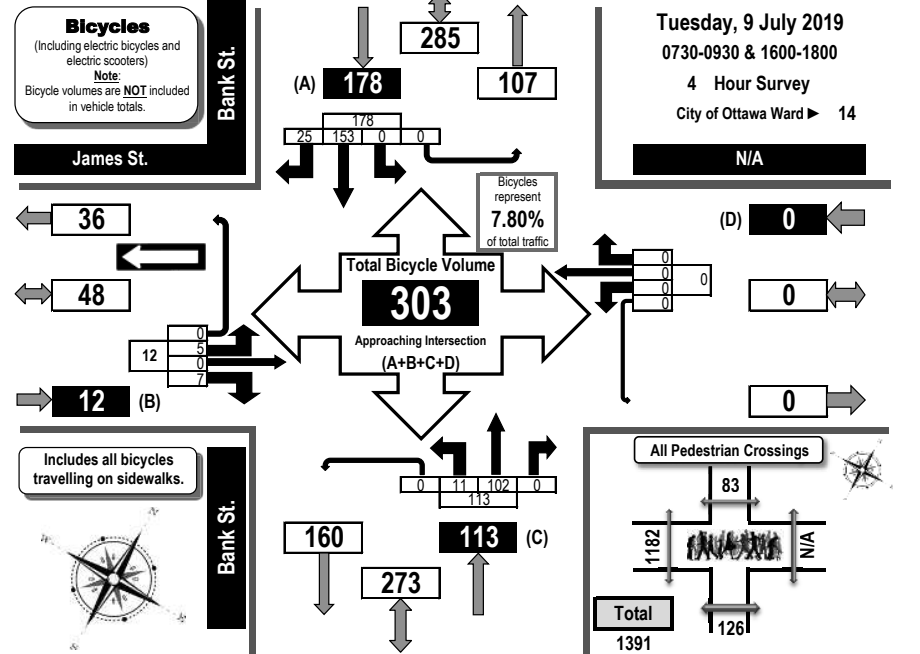 Bicycles
(Including electric bicycles and
electric scooters)
Note:
Bicycle volumes are NOT included
in vehicle totals.
Bank St.
James St.
285
(A) 178
107
178
25 153 0 0
Tuesday, 9 July 2019
0730-0930 & 1600-1800
4 Hour Survey
City of Ottawa Ward ► 14
N/A
Bicycles
represent
7.80%
of total traffic
36
48
12 (B)
0
5
0
7
12
Total Bicycle Volume
303
Approaching Intersection
(A+B+C+D)
(D) 0
0
0
0
0
0
0
0
0 11 102 0
113
160
113 (C)
273
Includes all bicycles
travelling on sidewalks.
N
E
S
W
Bank St.
All Pedestrian Crossings
83
1182
N/A
126
Total
1391